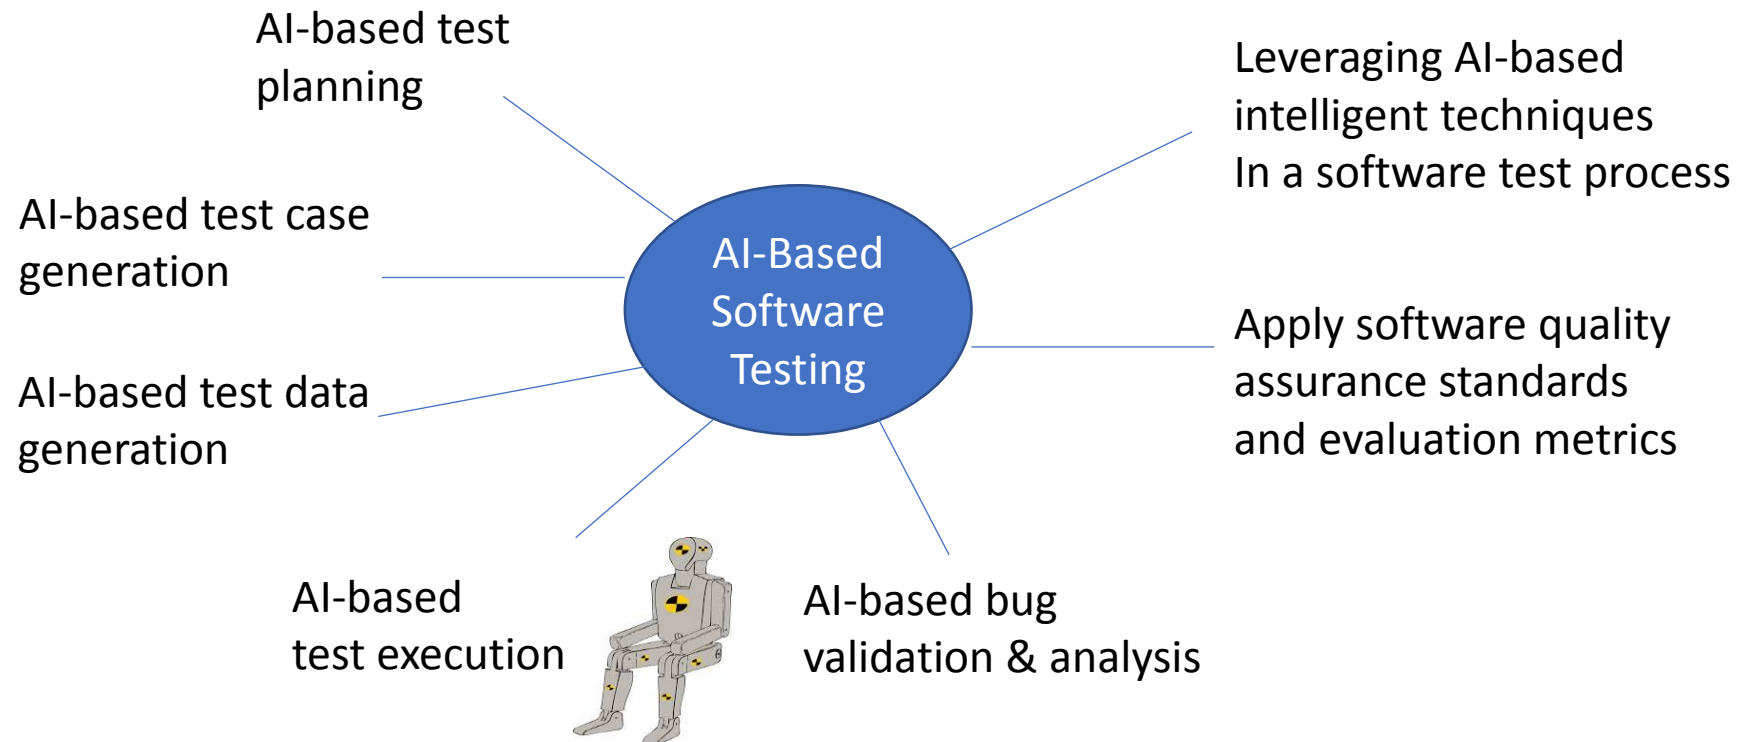 AI-based test
planning
Leveraging AI-based
intelligent techniques
In a software test process
AI-based test case
generation
AI-Based
Software
Testing
Apply software quality
assurance standards
and evaluation metrics
AI-based test data
generation
AI-based
test execution
AI-based bug
validation & analysis